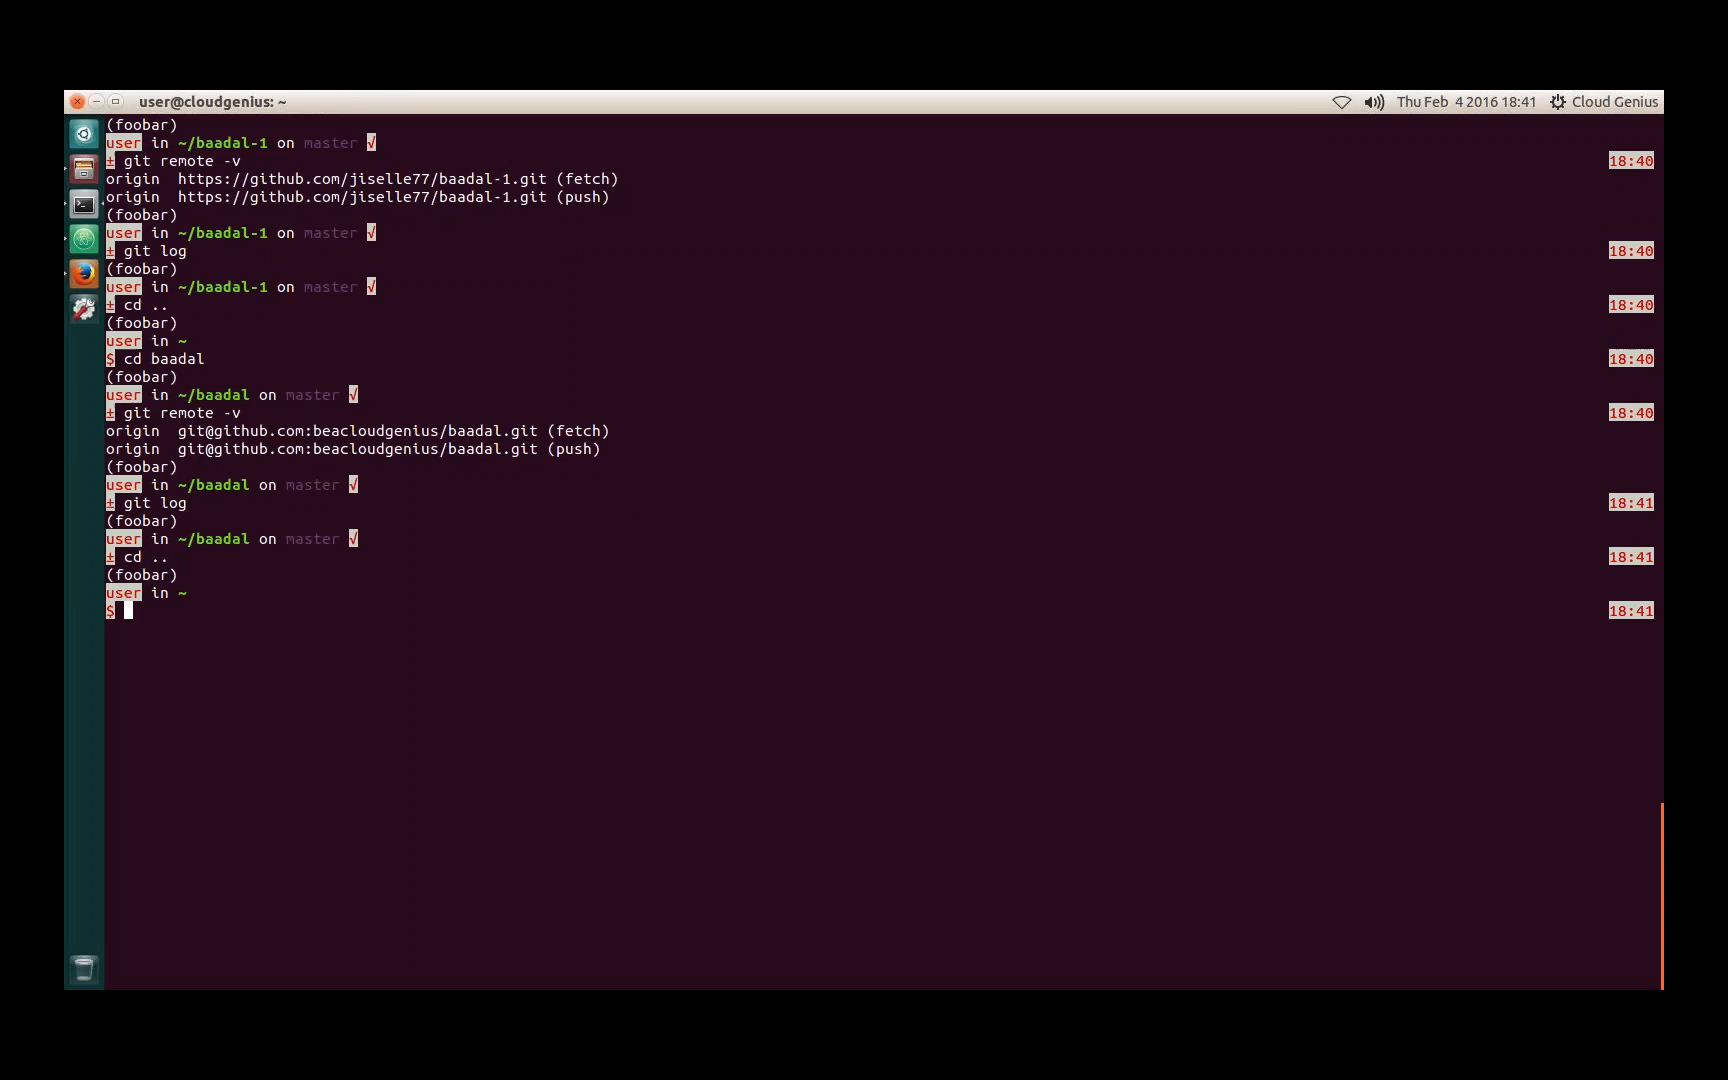 user@cloudgenius: ~ Thu Feb 4 2016 18:41 Cloud Genius
(foobar)
user in ~/baadal-1 on master √
± git remote -v 18:40
origin https://github.com/jiselle77/baadal-1.git (fetch)
origin https://github.com/jiselle77/baadal-1.git (push)
(foobar)
user in ~/baadal-1 on master √
± git log 18:40
(foobar)
user in ~/baadal-1 on master √
± cd .. 18:40
(foobar)
user in ~
$ cd baadal 18:40
(foobar)
user in ~/baadal on master √
± git remote -v 18:40
origin git@github.com:beacloudgenius/baadal.git (fetch)
origin git@github.com:beacloudgenius/baadal.git (push)
(foobar)
user in ~/baadal on master √
± git log 18:41
(foobar)
user in ~/baadal on master √
± cd .. 18:41
(foobar)
user in ~
$ 18:41